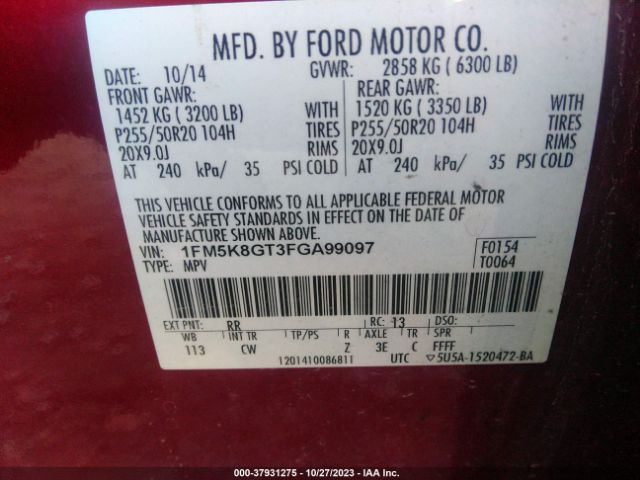 MFD. BY FORD MOTOR CO.
DATE: 10/14 GVWR: 2858 KG ( 6300 LB)
FRONT GAWR: REAR GAWR:
1452 KG ( 3200 LB) WITH 1520 KG ( 3350 LB) WITH
P255/50R20 104H TIRES P255/50R20 104H TIRES
20X9.0J RIMS 20X9.0J RIMS
AT 240 kPa/ 35 PSI COLD AT 240 kPa/ 35 PSI COLD
THIS VEHICLE CONFORMS TO ALL APPLICABLE FEDERAL MOTOR
VEHICLE SAFETY STANDARDS IN EFFECT ON THE DATE OF
MANUFACTURE SHOWN ABOVE.
VIN: 1FM5K8GT3FGA99097 F0154
TYPE: MPV T0064
EXT PNT: RR RC: 13
WB INT TR TP/PS R AXLE TR S
113 CW Z 3E C FFFF
1201410086811 UTC ▽5U5A-1520472-BA
000-37931275 - 10/27/2023 - IAA Inc.